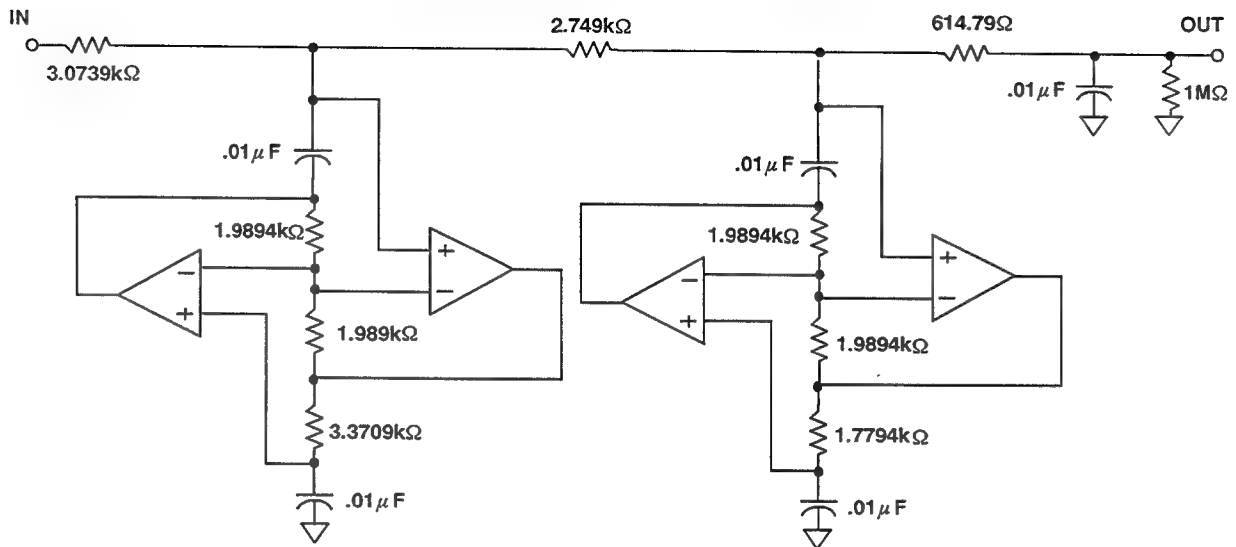 IN
3.0739kΩ
2.749kΩ
614.79Ω
OUT
.01μF
1MΩ
.01μF
1.9894kΩ
−
+
+
−
1.989kΩ
3.3709kΩ
.01μF
.01μF
1.9894kΩ
−
+
+
−
1.9894kΩ
1.7794kΩ
.01μF